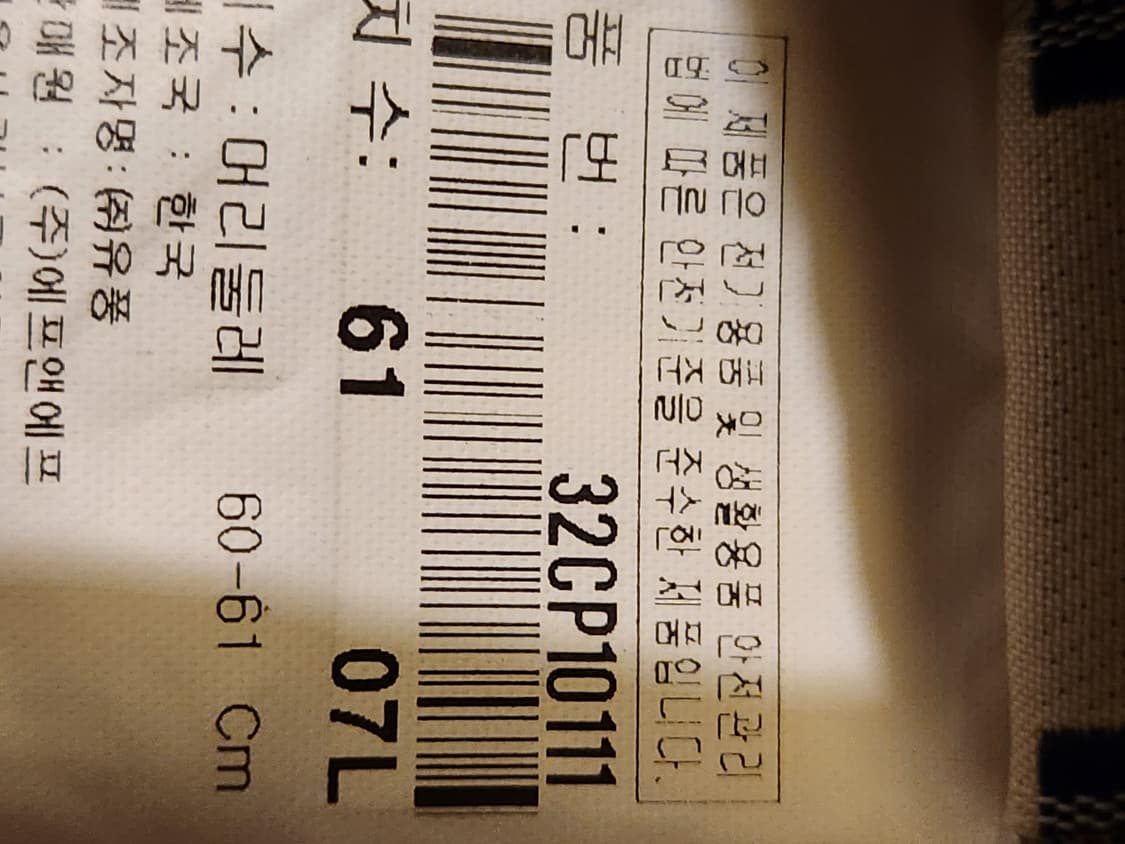 이 제품은 전기용품 및 생활용품 안전관리
법에 따른 안전기준을 준수한 제품입니다.
품 번 : 32CP10111
치 수: 61 07L
수 : 머리둘레 60-61 Cm
조국 : 한국
조자명:㈜유풍
매원 : (주)에프앤에프